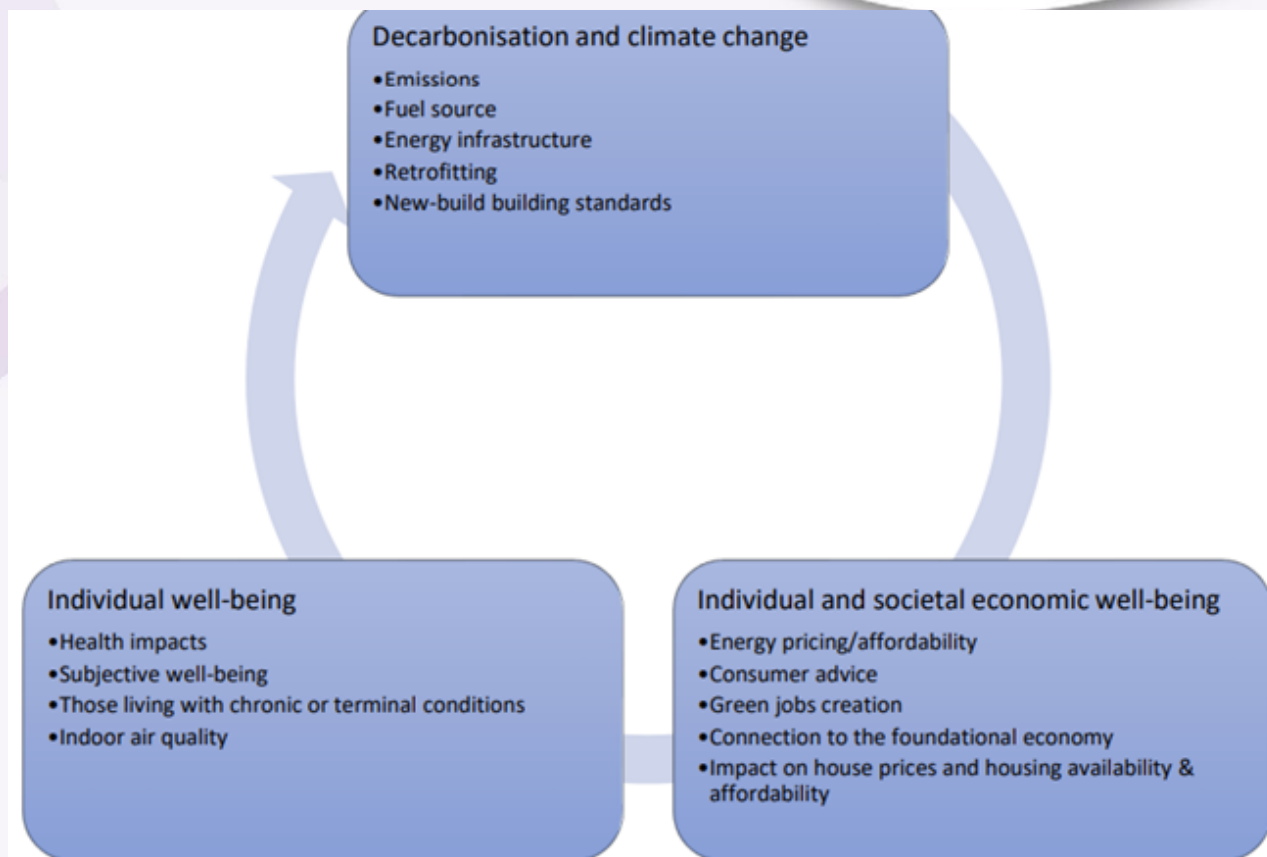 Decarbonisation and climate change
•Emissions
•Fuel source
•Energy infrastructure
•Retrofitting
•New-build building standards
Individual well-being
•Health impacts
•Subjective well-being
•Those living with chronic or terminal conditions
•Indoor air quality
Individual and societal economic well-being
•Energy pricing/affordability
•Consumer advice
•Green jobs creation
•Connection to the foundational economy
•Impact on house prices and housing availability &
affordability